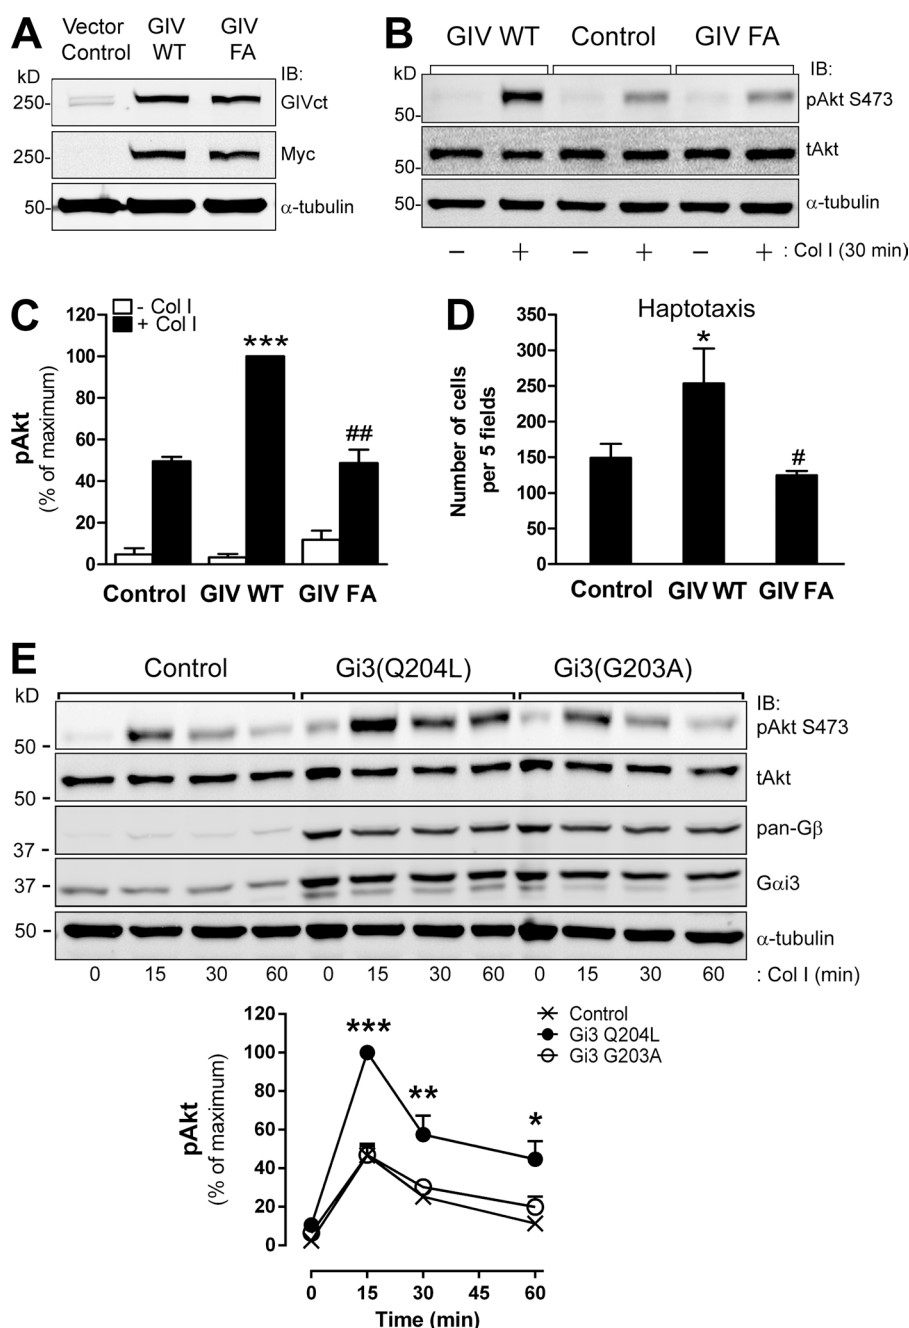 A
Vector Control
GIV WT
GIV FA
kD
IB:
250-
GIVct
250-
Myc
50-
α-tubulin
B
GIV WT Control GIV FA
kD
IB:
50-
pAkt S473
50-
tAkt
50-
α-tubulin
– + – + – + : Col I (30 min)
C
- Col I
+ Col I
pAkt
(% of maximum)
120
100
80
60
40
20
0
***
##
Control GIV WT GIV FA
D
Haptotaxis
Number of cells
per 5 fields
350
300
250
200
150
100
50
0
*
#
Control GIV WT GIV FA
E
Control Gi3(Q204L) Gi3(G203A)
kD
IB:
50 -
pAkt S473
50 -
tAkt
37 -
pan-Gβ
37 -
Gαi3
50 -
α-tubulin
0 15 30 60 0 15 30 60 0 15 30 60 : Col I (min)
pAkt
(% of maximum)
120
100
80
60
40
20
0
***
**
*
Control
Gi3 Q204L
Gi3 G203A
0 15 30 45 60
Time (min)